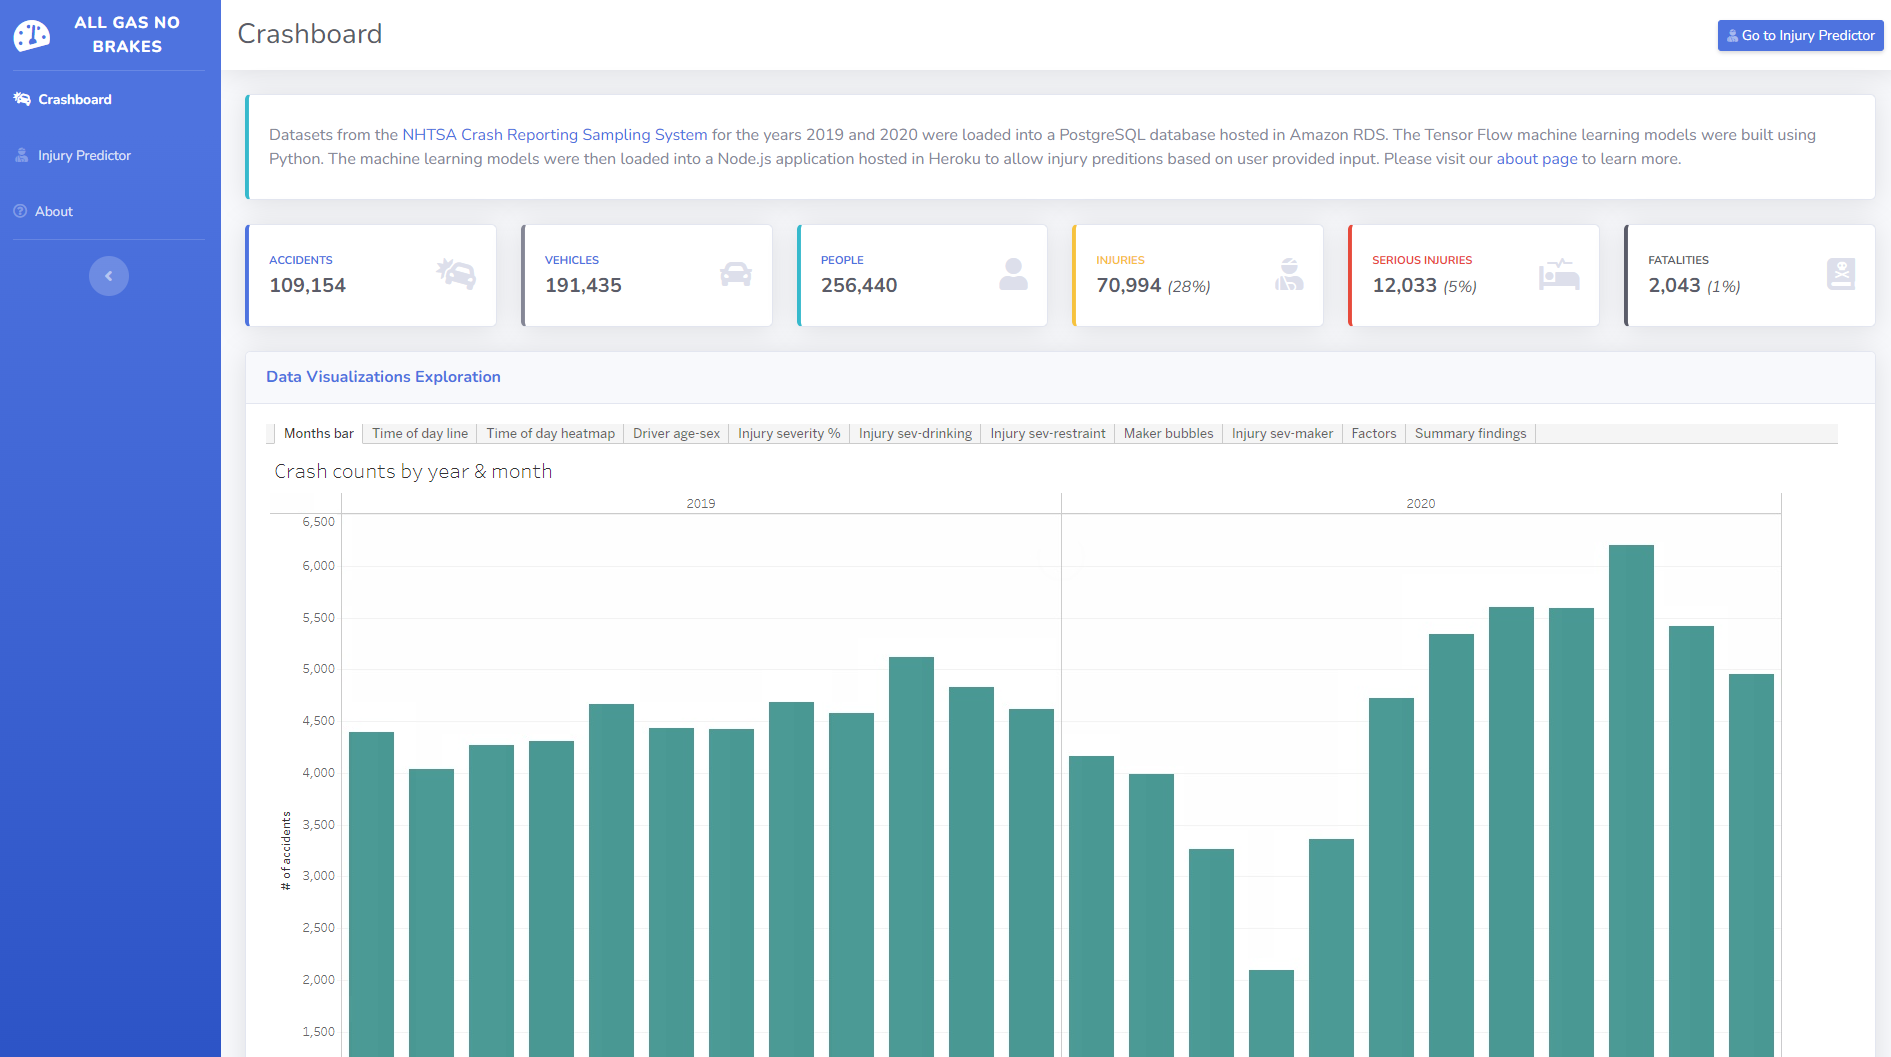 ALL GAS NO
BRAKES
Crashboard
Injury Predictor
About
Crashboard
Go to Injury Predictor
Datasets from the NHTSA Crash Reporting Sampling System for the years 2019 and 2020 were loaded into a PostgreSQL database hosted in Amazon RDS. The Tensor Flow machine learning models were built using
Python. The machine learning models were then loaded into a Node.js application hosted in Heroku to allow injury preditions based on user provided input. Please visit our about page to learn more.
ACCIDENTS
109,154
VEHICLES
191,435
PEOPLE
256,440
INJURIES
70,994 (28%)
SERIOUS INJURIES
12,033 (5%)
FATALITIES
2,043 (1%)
Data Visualizations Exploration
Months bar Time of day line Time of day heatmap Driver age-sex Injury severity % Injury sev-drinking Injury sev-restraint Maker bubbles Injury sev-maker Factors Summary findings
Crash counts by year & month
2019 2020
6,500
6,000
5,500
5,000
4,500
4,000
3,500
3,000
2,500
2,000
1,500
# of accidents